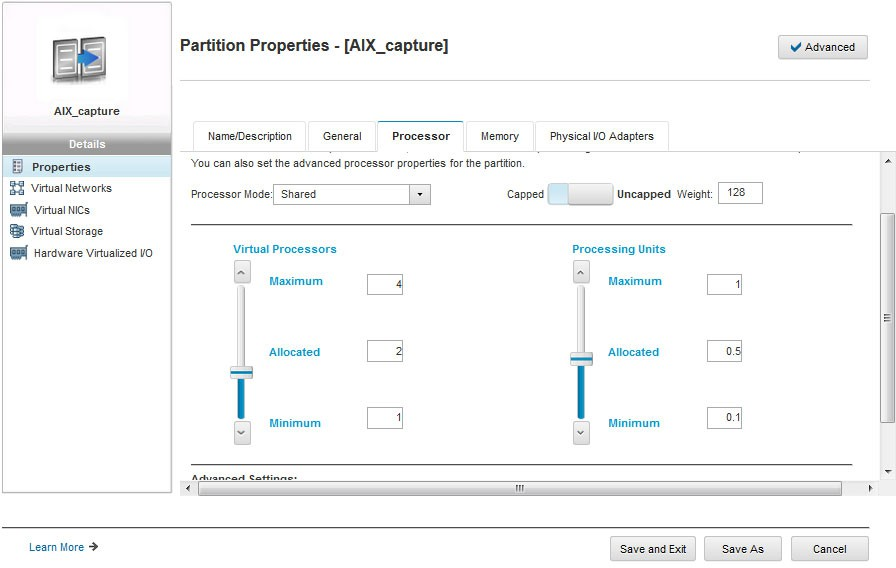 Partition Properties - [AIX_capture]
Advanced
AIX_capture
Details
Properties
Virtual Networks
Virtual NICs
Virtual Storage
Hardware Virtualized I/O
Name/Description
General
Processor
Memory
Physical I/O Adapters
You can also set the advanced processor properties for the partition.
Processor Mode: Shared
Capped Uncapped Weight: 128
Virtual Processors
Maximum 4
Allocated 2
Minimum 1
Processing Units
Maximum 1
Allocated 0.5
Minimum 0.1
Advanced Settings:
Learn More
Save and Exit
Save As
Cancel